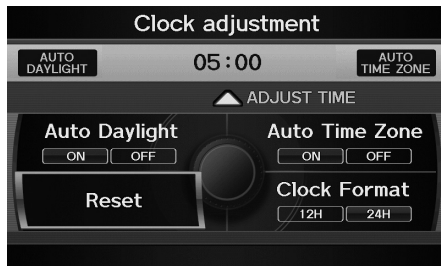 Clock adjustment
AUTO DAYLIGHT 05:00 AUTO TIME ZONE
ADJUST TIME
Auto Daylight Auto Time Zone
ON OFF ON OFF
Reset Clock Format
12H 24H